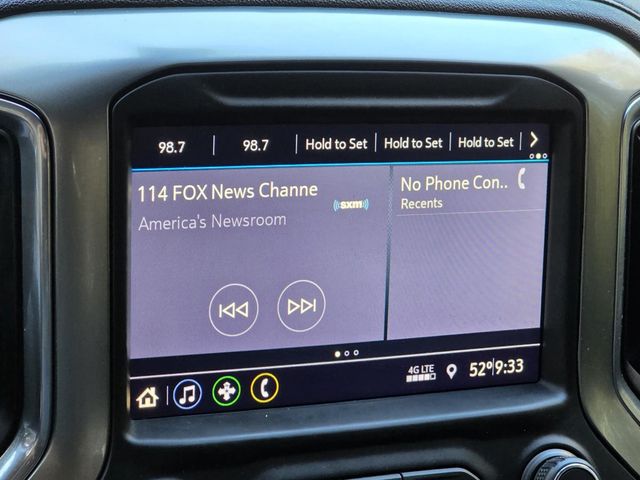 98.7 98.7 Hold to Set Hold to Set Hold to Set
114 FOX News Channe
America's Newsroom
sxm
No Phone Con..
Recents
4G LTE
52° 9:33